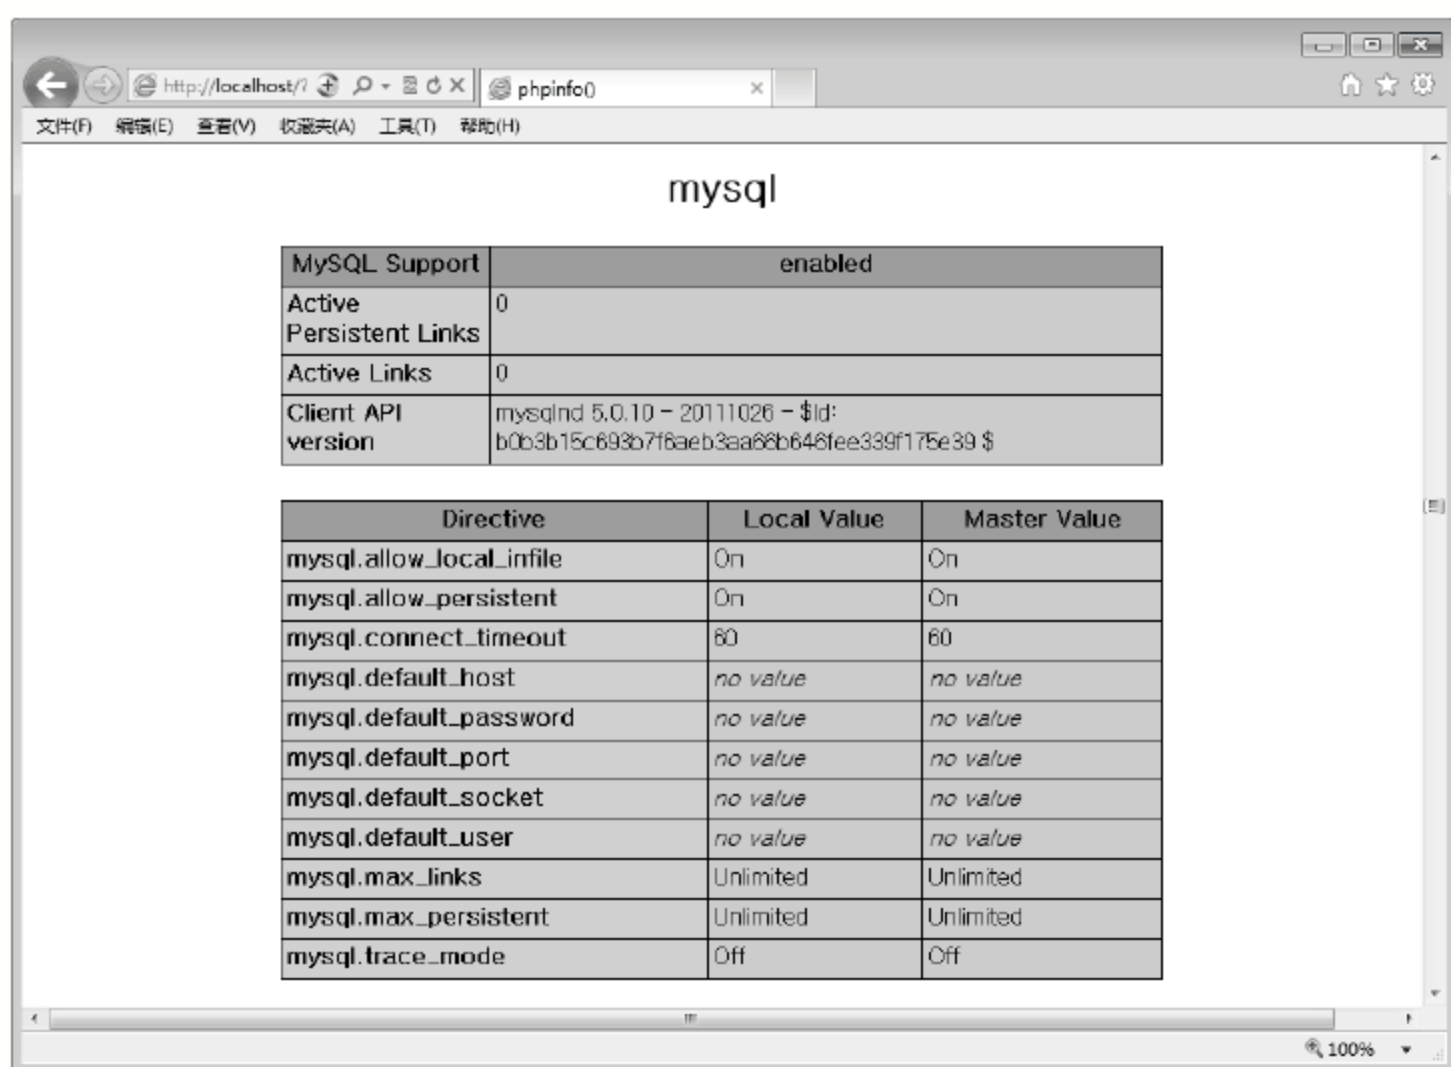 http://localhost/?
phpinfo()
文件(F) 编辑(E) 查看(V) 收藏夹(A) 工具(T) 帮助(H)
mysql
MySQL Support enabled
Active
Persistent Links 0
Active Links 0
Client API
version
mysqlnd 5.0.10 - 20111026 - $Id:
b0b3b15c693b7f6aeb3aa66b646fee339f175e39 $
Directive Local Value Master Value
mysql.allow_local_infile On On
mysql.allow_persistent On On
mysql.connect_timeout 60 60
mysql.default_host no value no value
mysql.default_password no value no value
mysql.default_port no value no value
mysql.default_socket no value no value
mysql.default_user no value no value
mysql.max_links Unlimited Unlimited
mysql.max_persistent Unlimited Unlimited
mysql.trace_mode Off Off
100%